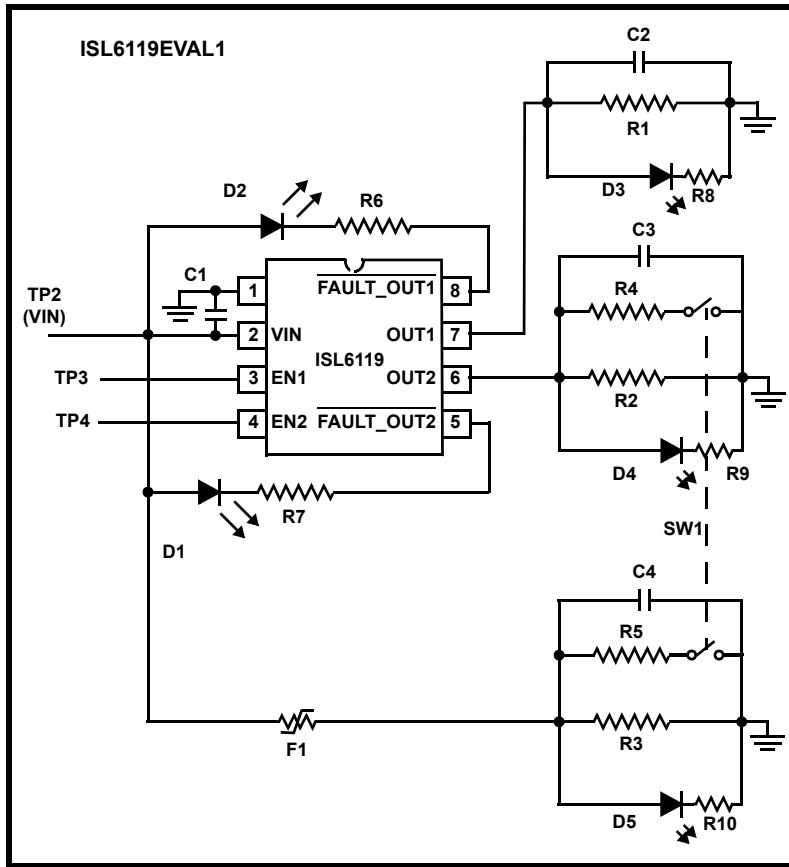 ISL6119EVAL1
C2
R1
D3
R8
D2
R6
C1
TP2
(VIN)
1
FAULT_OUT1
8
2
VIN
OUT1
7
ISL6119
TP3
3
EN1
OUT2
6
TP4
4
EN2
FAULT_OUT2
5
C3
R4
R2
D4
R9
D1
R7
SW1
C4
R5
F1
R3
D5
R10